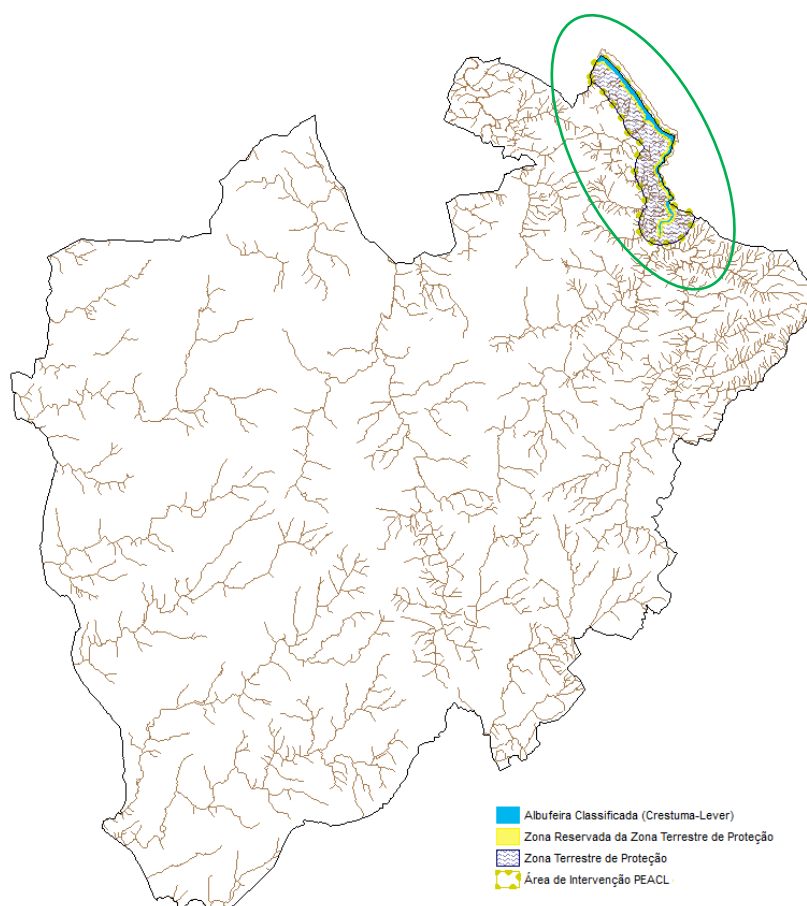 Albufeira Classificada (Crestuma-Lever)
Zona Reservada da Zona Terrestre de Proteção
Zona Terrestre de Proteção
Área de Intervenção PEACL